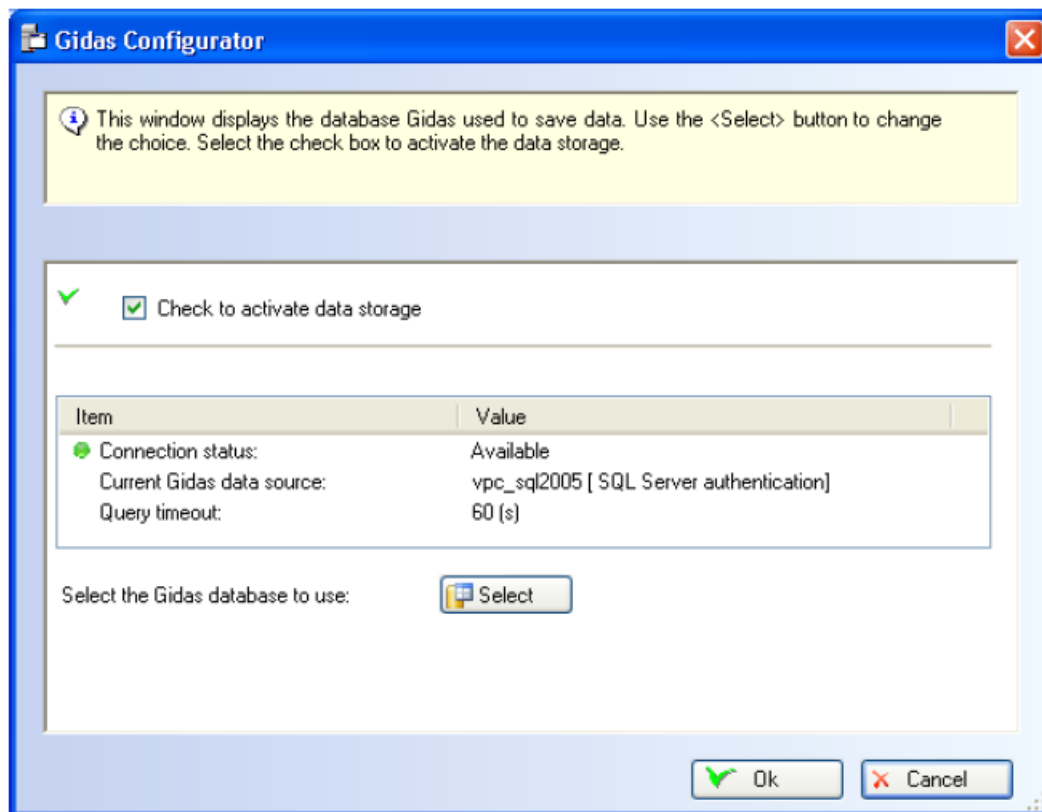 Gidas Configurator
This window displays the database Gidas used to save data. Use the <Select> button to change
the choice. Select the check box to activate the data storage.
Check to activate data storage
Item Value
Connection status: Available
Current Gidas data source: vpc_sql2005 [ SQL Server authentication]
Query timeout: 60 (s)
Select the Gidas database to use: Select
Ok Cancel